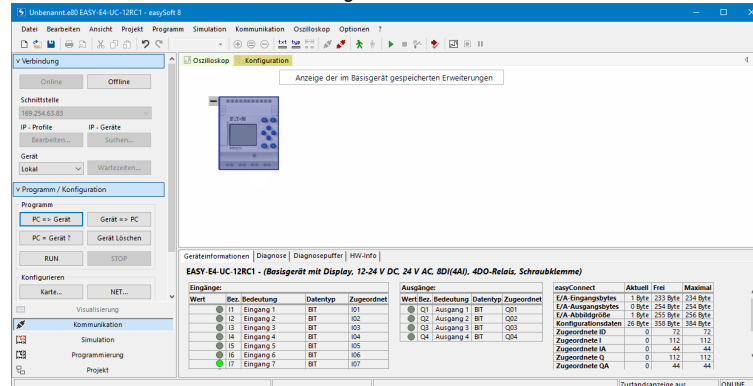 Unbenannt.e80 EASY-E4-UC-12RC1 - easySoft 8
Datei Bearbeiten Ansicht Projekt Programm Simulation Kommunikation Oszilloskop Optionen ?
Verbindung
Online Offline
Schnittstelle
169.254.63.83
IP - Profile IP - Geräte
Bearbeiten... Suchen...
Gerät
Lokal Wartezeiten...
Programm / Konfiguration
Programm
PC => Gerät Gerät => PC
PC = Gerät ? Gerät Löschen
RUN STOP
Konfigurieren
Karte... NET...
Visualisierung
Kommunikation
Simulation
Programmierung
Projekt
Oszilloskop Konfiguration
Anzeige der im Basisgerät gespeicherten Erweiterungen
Geräteinformationen Diagnose Diagnosepuffer HW-Info
EASY-E4-UC-12RC1 - (Basisgerät mit Display, 12-24 V DC, 24 V AC, 8DI(4AI), 4DO-Relais, Schraubklemme)
Eingänge:
Wert Bez. Bedeutung Datentyp Zugeordnet
I1 Eingang 1 BIT I01
I2 Eingang 2 BIT I02
I3 Eingang 3 BIT I03
I4 Eingang 4 BIT I04
I5 Eingang 5 BIT I05
I6 Eingang 6 BIT I06
I7 Eingang 7 BIT I07
Ausgänge:
Wert Bez. Bedeutung Datentyp Zugeordnet
Q1 Ausgang 1 BIT Q01
Q2 Ausgang 2 BIT Q02
Q3 Ausgang 3 BIT Q03
Q4 Ausgang 4 BIT Q04
easyConnect Aktuell Frei Maximal
E/A-Eingangsbytes 1 Byte 233 Byte 234 Byte
E/A-Ausgangsbytes 0 Byte 254 Byte 254 Byte
E/A-Abbildgröße 1 Byte 255 Byte 256 Byte
Konfigurationsdaten 26 Byte 358 Byte 384 Byte
Zugeordnete ID 0 72 72
Zugeordnete I 0 112 112
Zugeordnete IA 0 44 44
Zugeordnete Q 0 112 112
Zugeordnete QA 0 44 44
Zustandsanzeige aus ONLINE